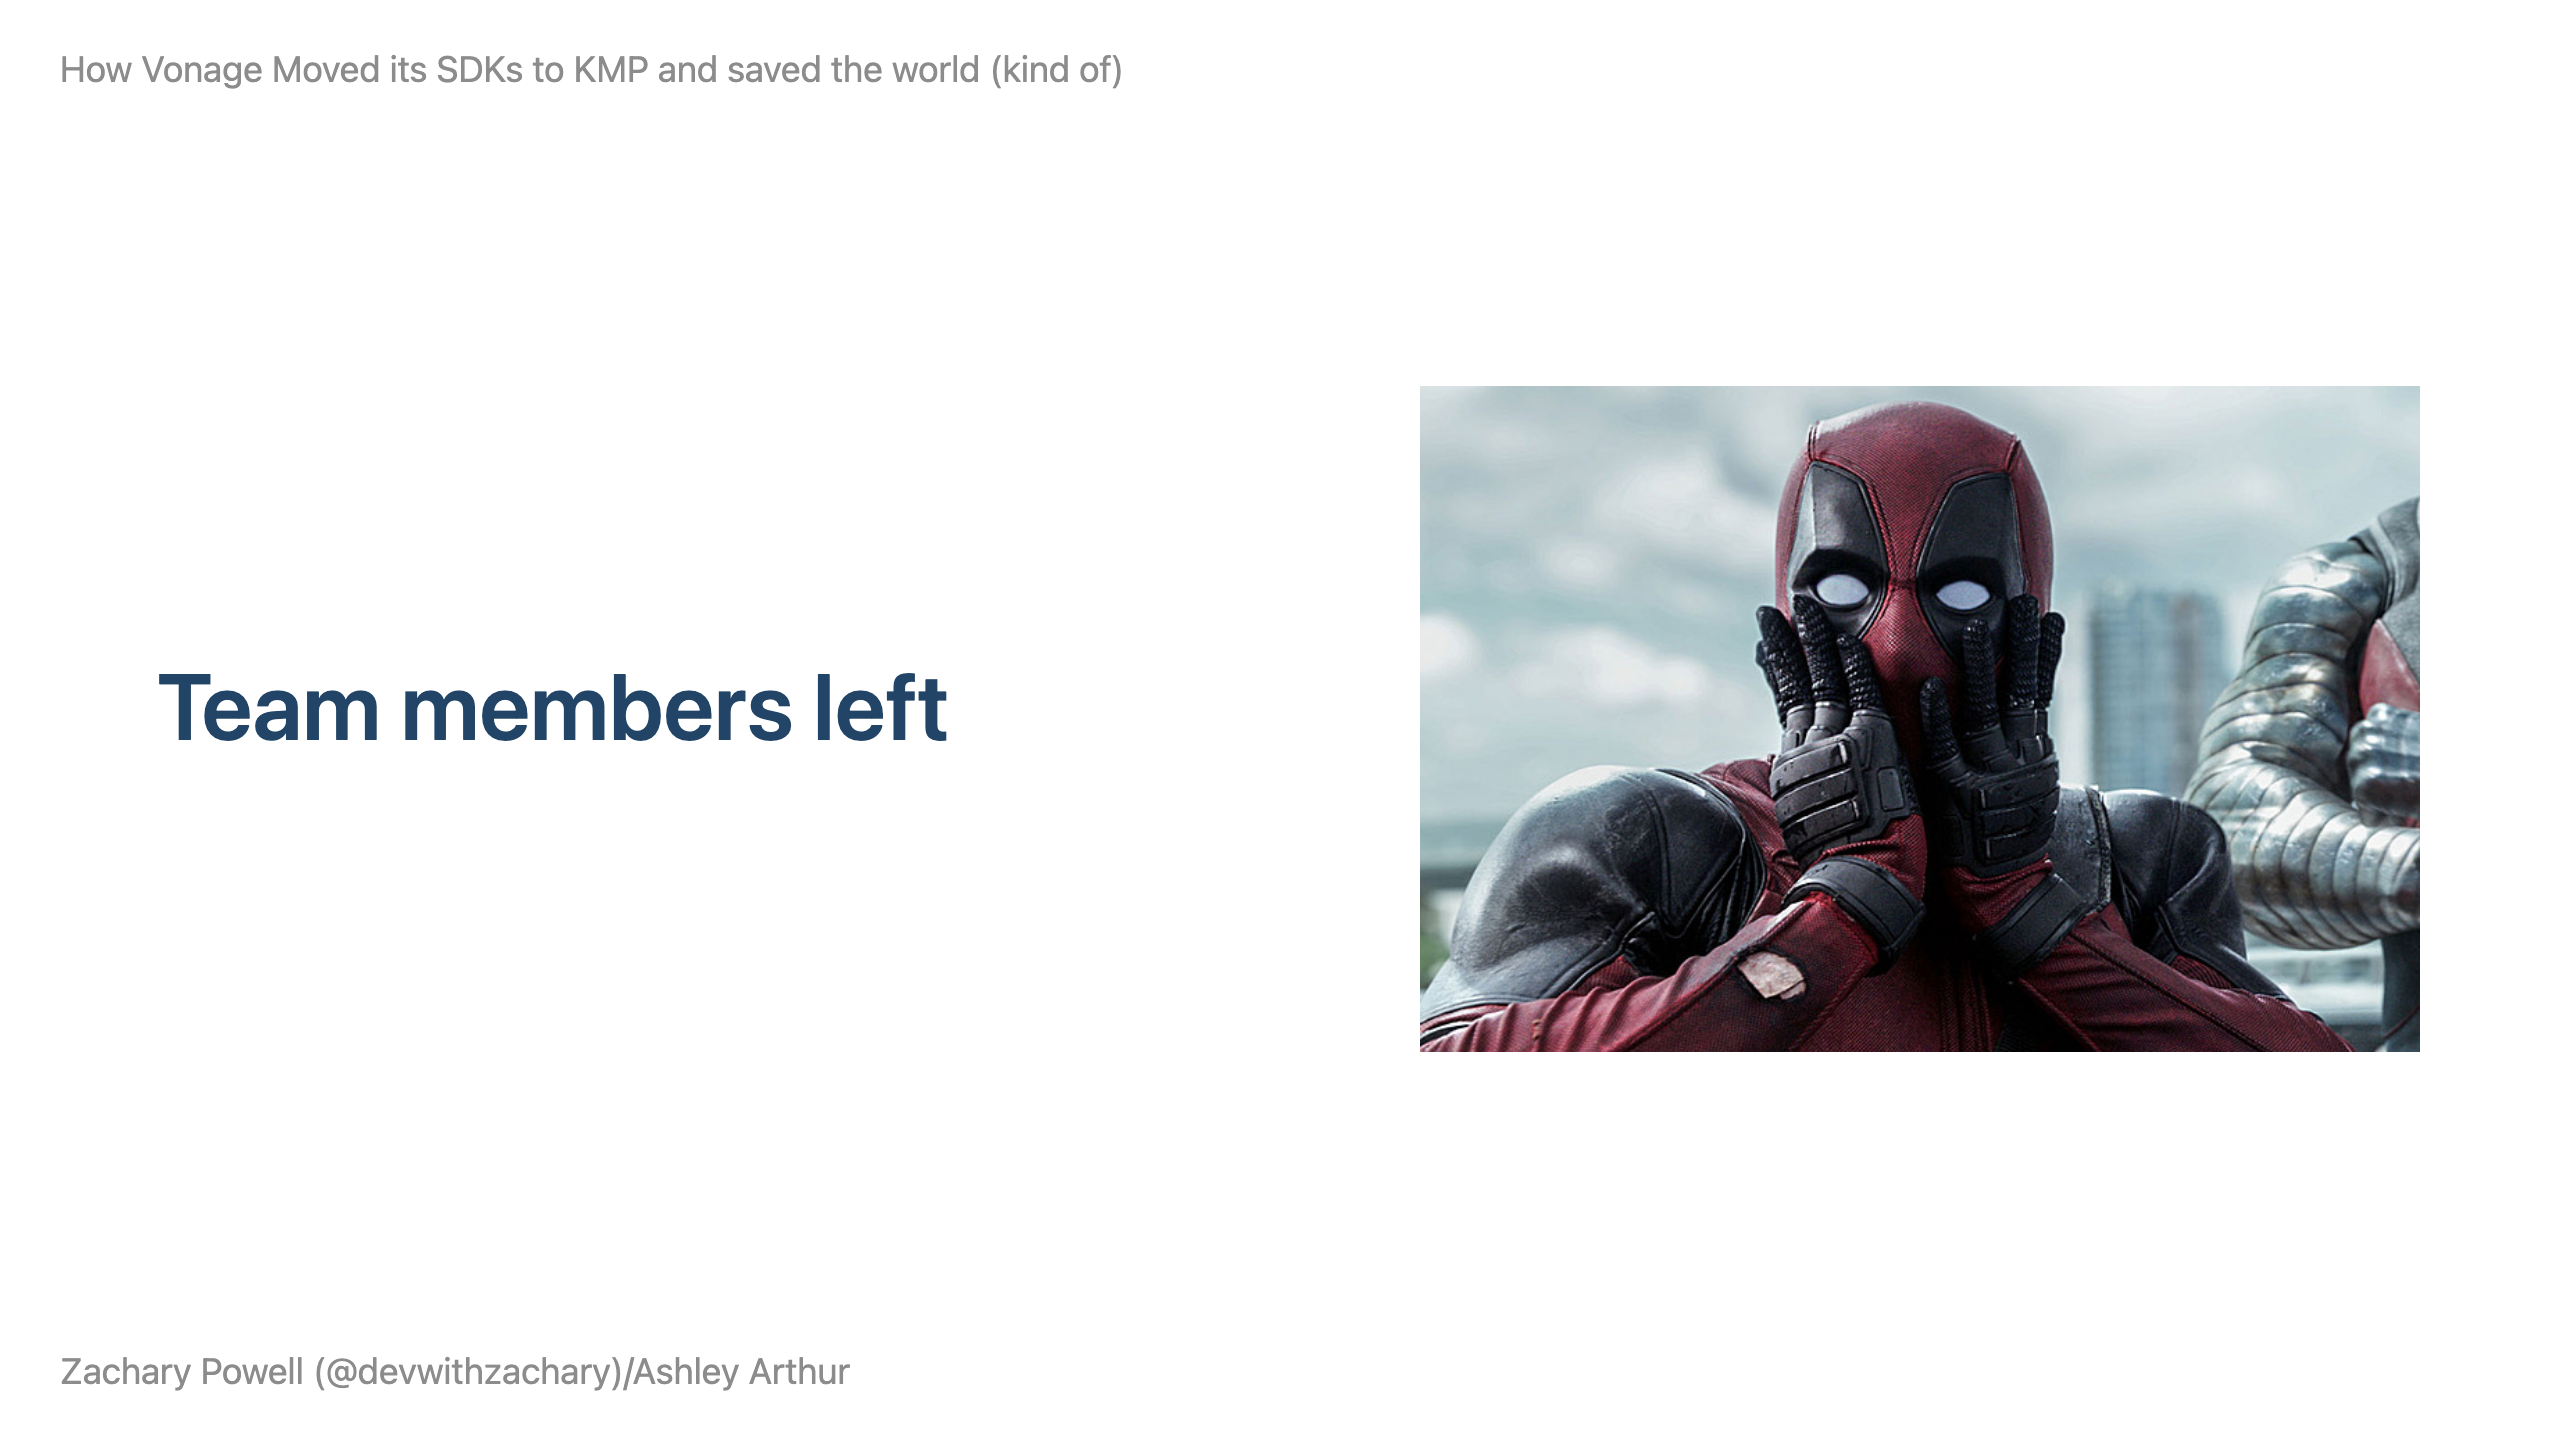 How Vonage Moved its SDKs to KMP and saved the world (kind of)
Team members left
Zachary Powell (@devwithzachary)/Ashley Arthur